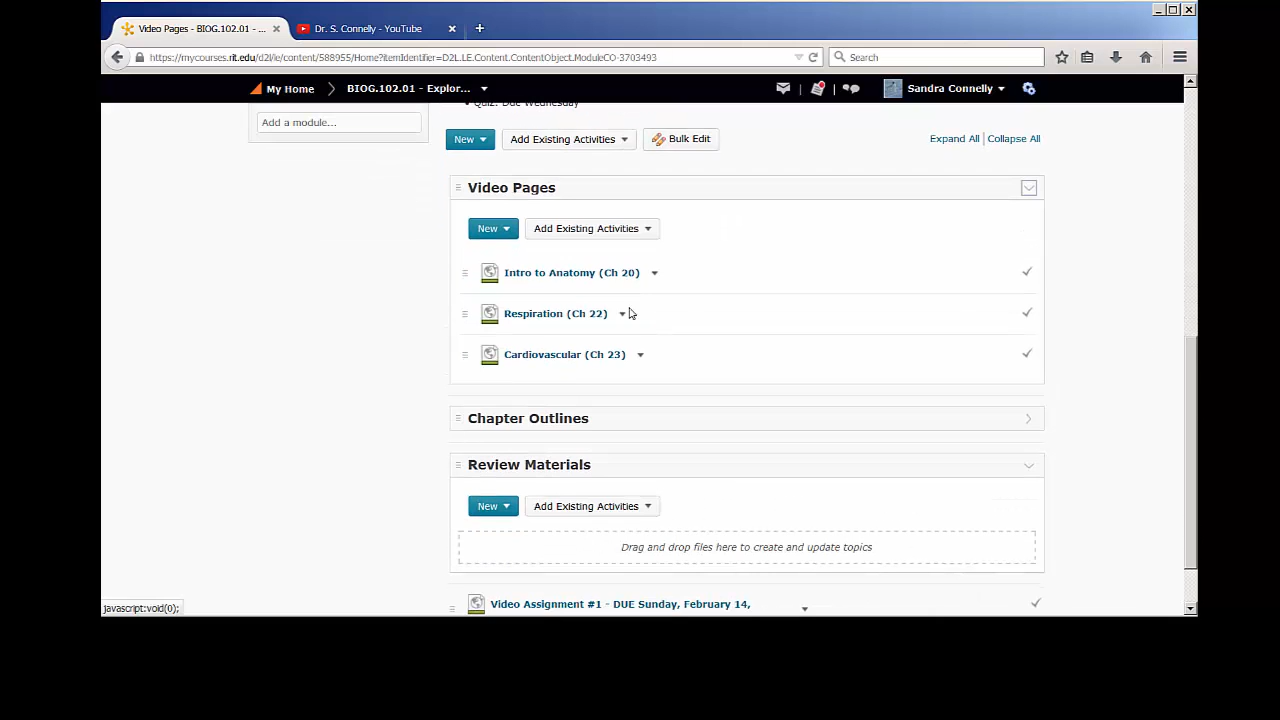 Video Pages - BIOG.102.01 - ...
Dr. S. Connelly - YouTube
https://mycourses.rit.edu/d2l/le/content/588955/Home?itemIdentifier=D2L.LE.Content.ContentObject.ModuleCO-3703493
Search
My Home
BIOG.102.01 - Explor...
Sandra Connelly
Quiz: Due Wednesday
Add a module...
New
Add Existing Activities
Bulk Edit
Expand All | Collapse All
Video Pages
New
Add Existing Activities
Intro to Anatomy (Ch 20)
Respiration (Ch 22)
Cardiovascular (Ch 23)
Chapter Outlines
Review Materials
New
Add Existing Activities
Drag and drop files here to create and update topics
Video Assignment #1 - DUE Sunday, February 14,
javascript:void(0);